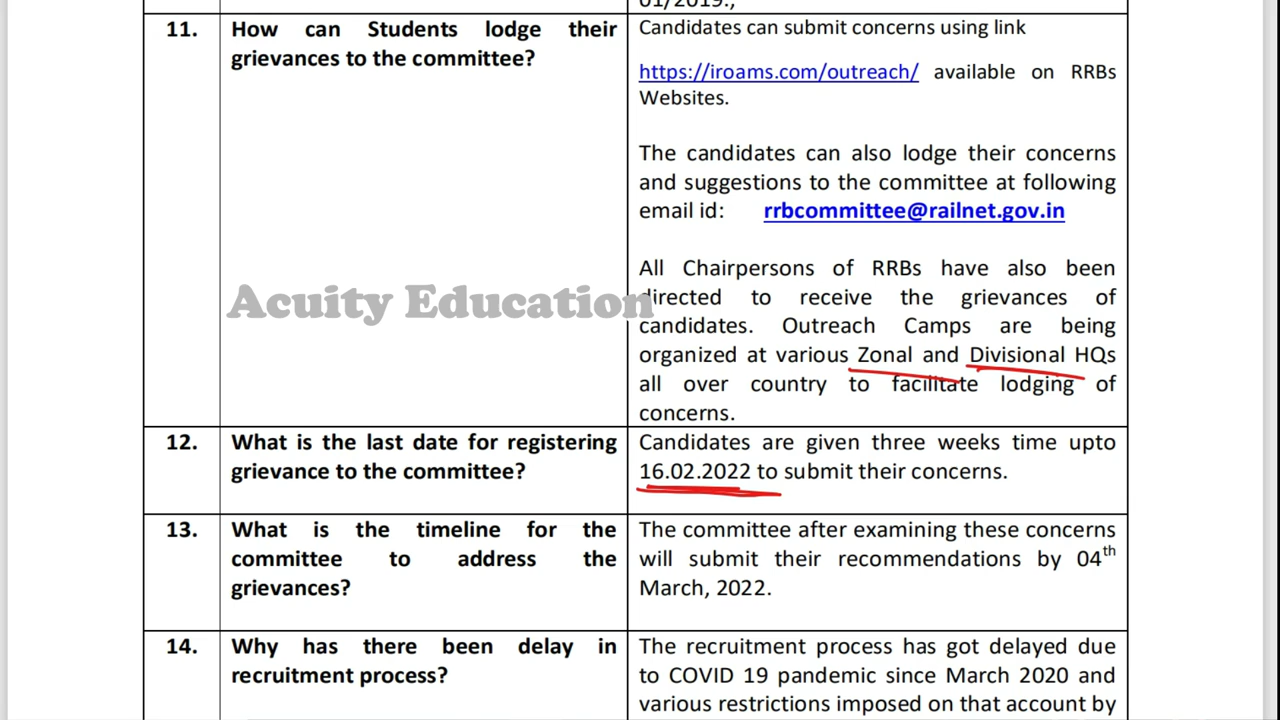 01/2019.,
11.
How can Students lodge their
grievances to the committee?
Candidates can submit concerns using link
https://iroams.com/outreach/ available on RRBs
Websites.
The candidates can also lodge their concerns
and suggestions to the committee at following
email id: rrbcommittee@railnet.gov.in
All Chairpersons of RRBs have also been
directed to receive the grievances of
candidates. Outreach Camps are being
organized at various Zonal and Divisional HQs
all over country to facilitate lodging of
concerns.
Acuity Education
12.
What is the last date for registering
grievance to the committee?
Candidates are given three weeks time upto
16.02.2022 to submit their concerns.
13.
What is the timeline for the
committee to address the
grievances?
The committee after examining these concerns
will submit their recommendations by 04th
March, 2022.
14.
Why has there been delay in
recruitment process?
The recruitment process has got delayed due
to COVID 19 pandemic since March 2020 and
various restrictions imposed on that account by